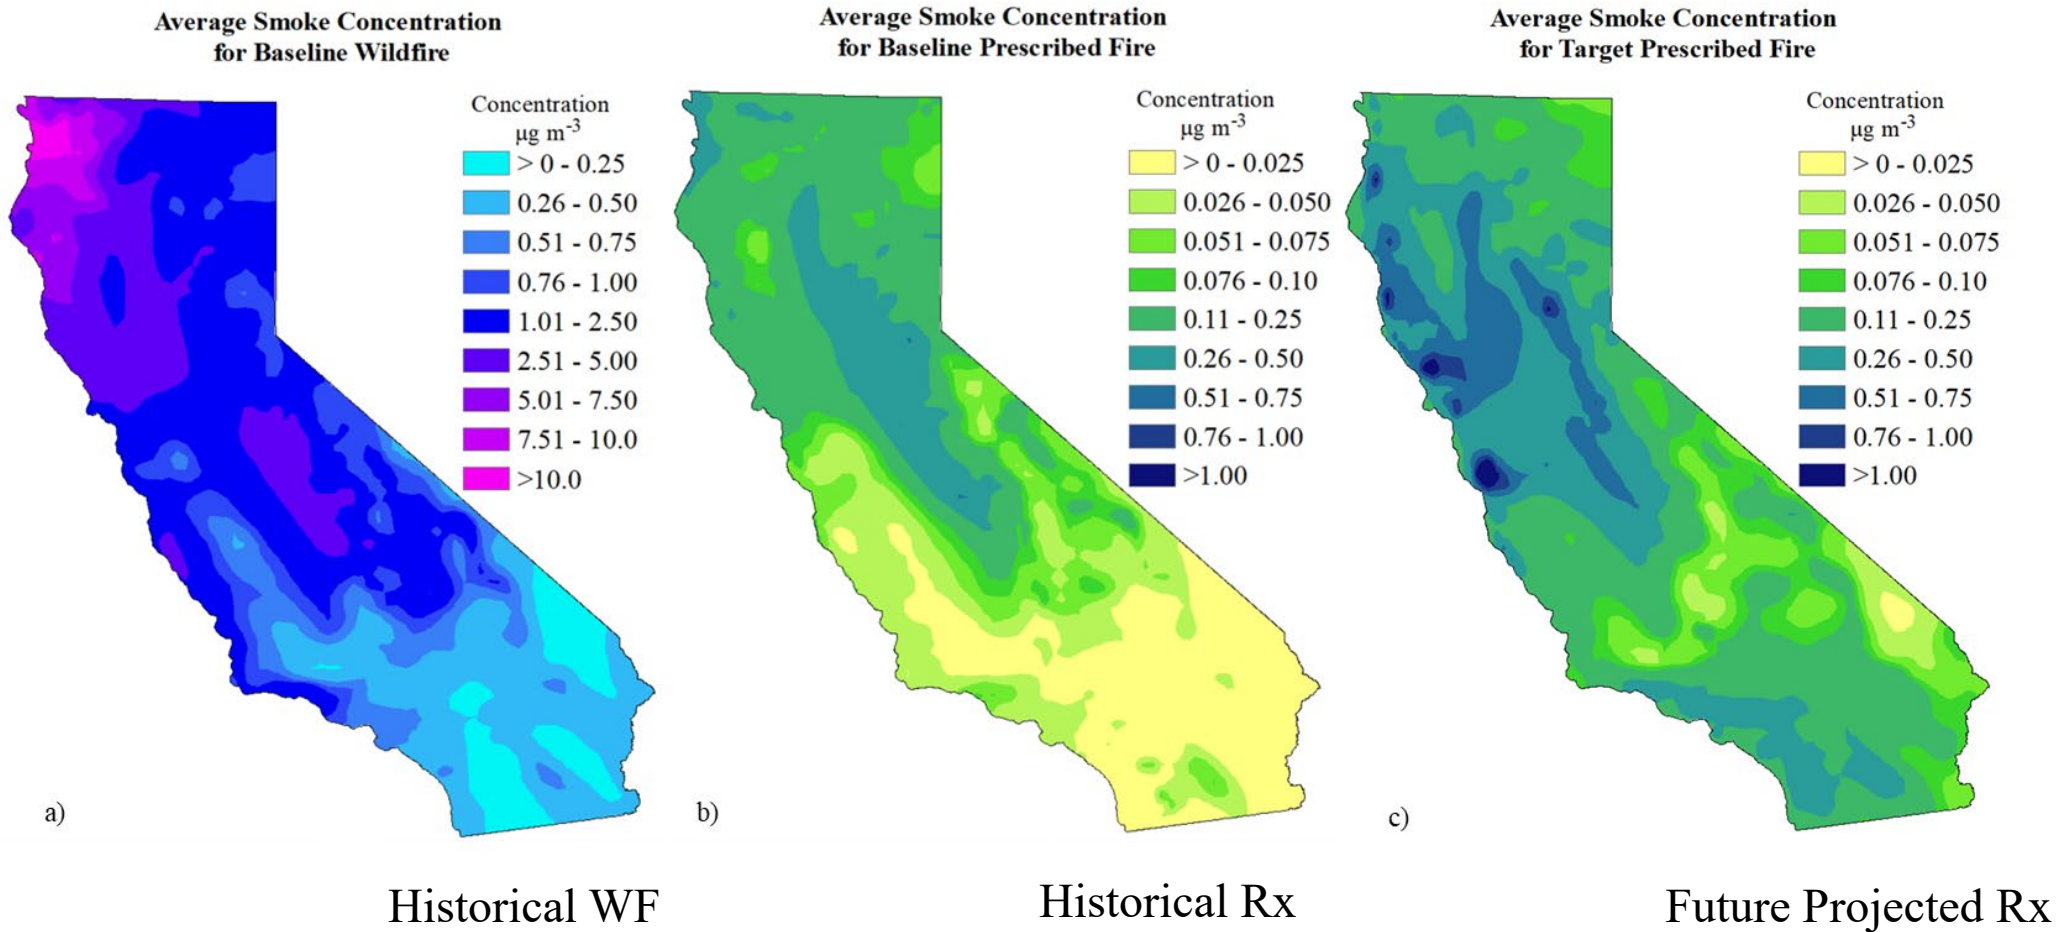 Average Smoke Concentration
for Baseline Wildfire
Concentration
µg m-3
> 0 - 0.25
0.26 - 0.50
0.51 - 0.75
0.76 - 1.00
1.01 - 2.50
2.51 - 5.00
5.01 - 7.50
7.51 - 10.0
>10.0
a)
Historical WF
Average Smoke Concentration
for Baseline Prescribed Fire
Concentration
µg m-3
> 0 - 0.025
0.026 - 0.050
0.051 - 0.075
0.076 - 0.10
0.11 - 0.25
0.26 - 0.50
0.51 - 0.75
0.76 - 1.00
>1.00
b)
Historical Rx
Average Smoke Concentration
for Target Prescribed Fire
Concentration
µg m-3
> 0 - 0.025
0.026 - 0.050
0.051 - 0.075
0.076 - 0.10
0.11 - 0.25
0.26 - 0.50
0.51 - 0.75
0.76 - 1.00
>1.00
c)
Future Projected Rx